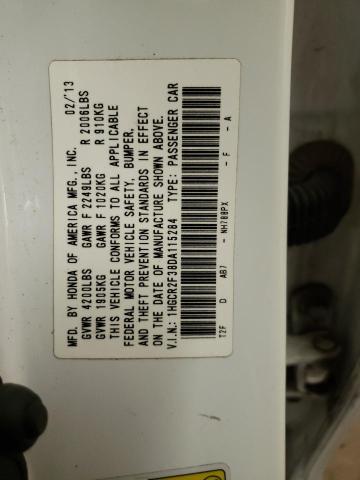 MFD. BY HONDA OF AMERICA MFG., INC. 02/'13
GVWR 4200LBS GAWR F 2249LBS R 2006LBS
GVWR 1905KG GAWR F 1020KG R 910KG
THIS VEHICLE CONFORMS TO ALL APPLICABLE
FEDERAL MOTOR VEHICLE SAFETY, BUMPER,
AND THEFT PREVENTION STANDARDS IN EFFECT
ON THE DATE OF MANUFACTURE SHOWN ABOVE.
V.I.N.: 1HGCR2F38DA115284 TYPE: PASSENGER CAR
T2F D AB7 - NH788PX - F - A